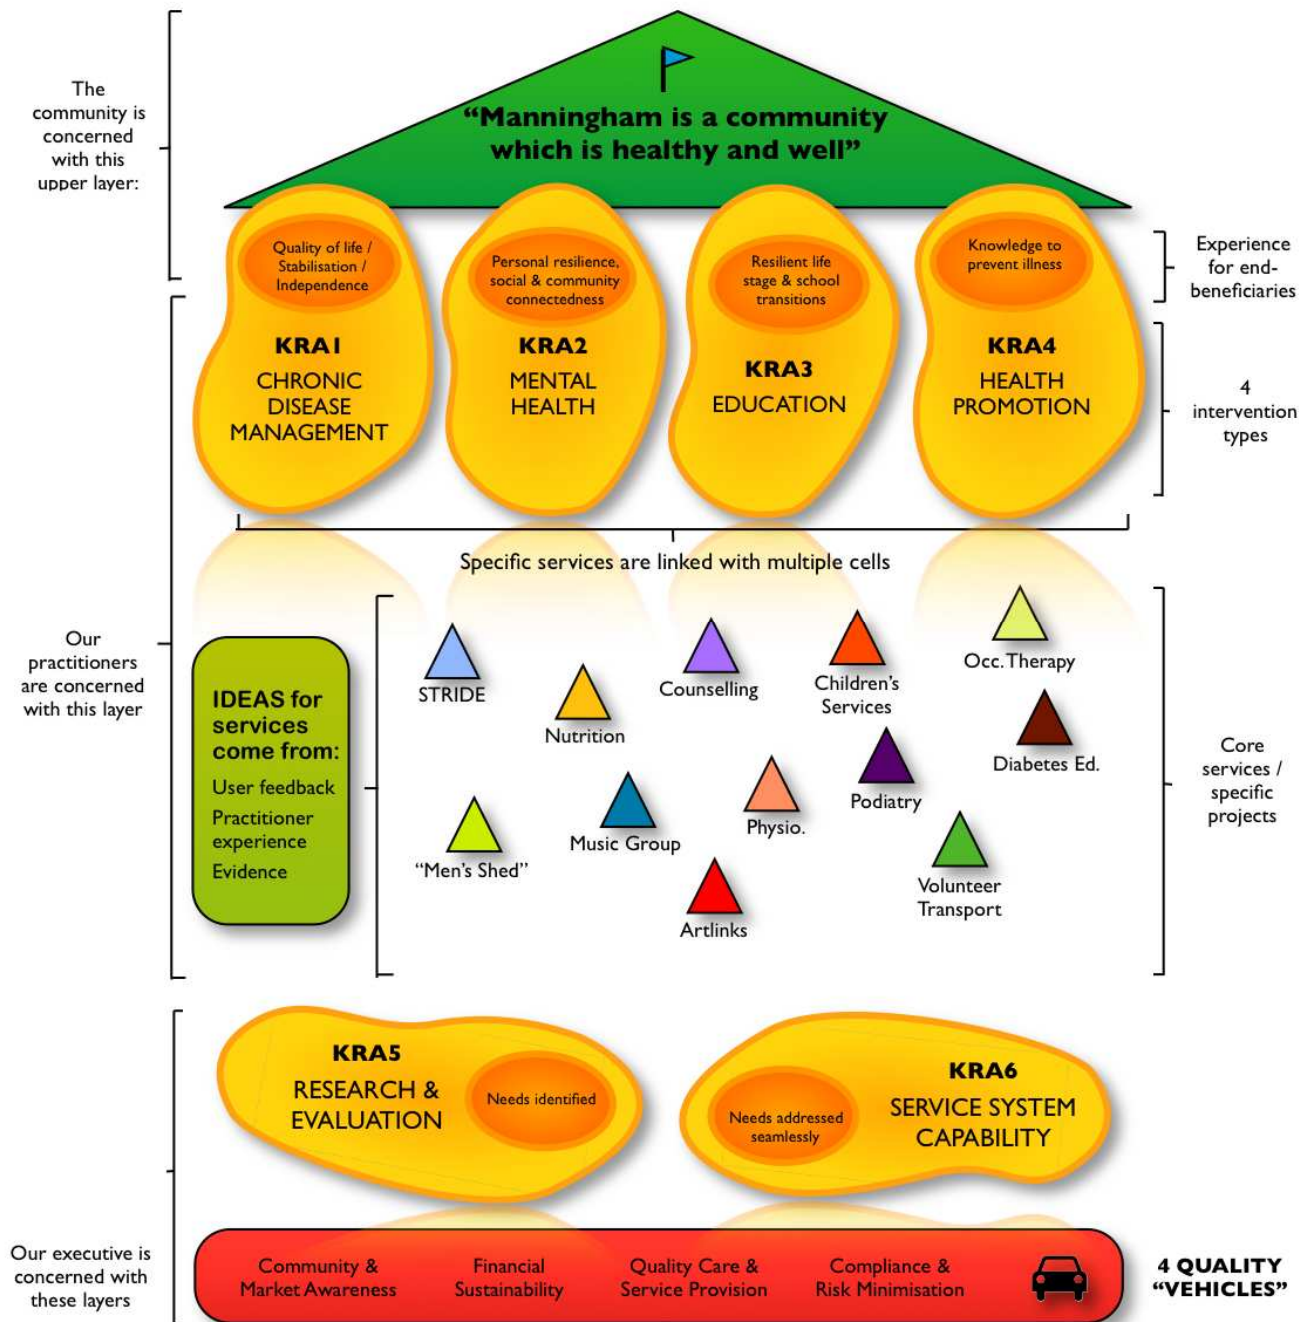 The
community is
concerned
with this
upper layer:
“Manningham is a community
which is healthy and well”
Quality of life /
Stabilisation /
Independence
Personal resilience,
social & community
connectedness
Resilient life
stage & school
transitions
Knowledge to
prevent illness
Experience
for end-
beneficiaries
KRA1
CHRONIC
DISEASE
MANAGEMENT
KRA2
MENTAL
HEALTH
KRA3
EDUCATION
KRA4
HEALTH
PROMOTION
4
intervention
types
Specific services are linked with multiple cells
Our
practitioners
are concerned
with this layer
IDEAS for
services
come from:
User feedback
Practitioner
experience
Evidence
STRIDE
Nutrition
Counselling
Children’s
Services
Occ. Therapy
Diabetes Ed.
“Men’s Shed”
Music Group
Physio.
Podiatry
Artlinks
Volunteer
Transport
Core
services /
specific
projects
KRA5
RESEARCH &
EVALUATION
Needs identified
KRA6
SERVICE SYSTEM
CAPABILITY
Needs addressed
seamlessly
Our executive is
concerned with
these layers
Community &
Market Awareness
Financial
Sustainability
Quality Care &
Service Provision
Compliance &
Risk Minimisation
4 QUALITY
“VEHICLES”